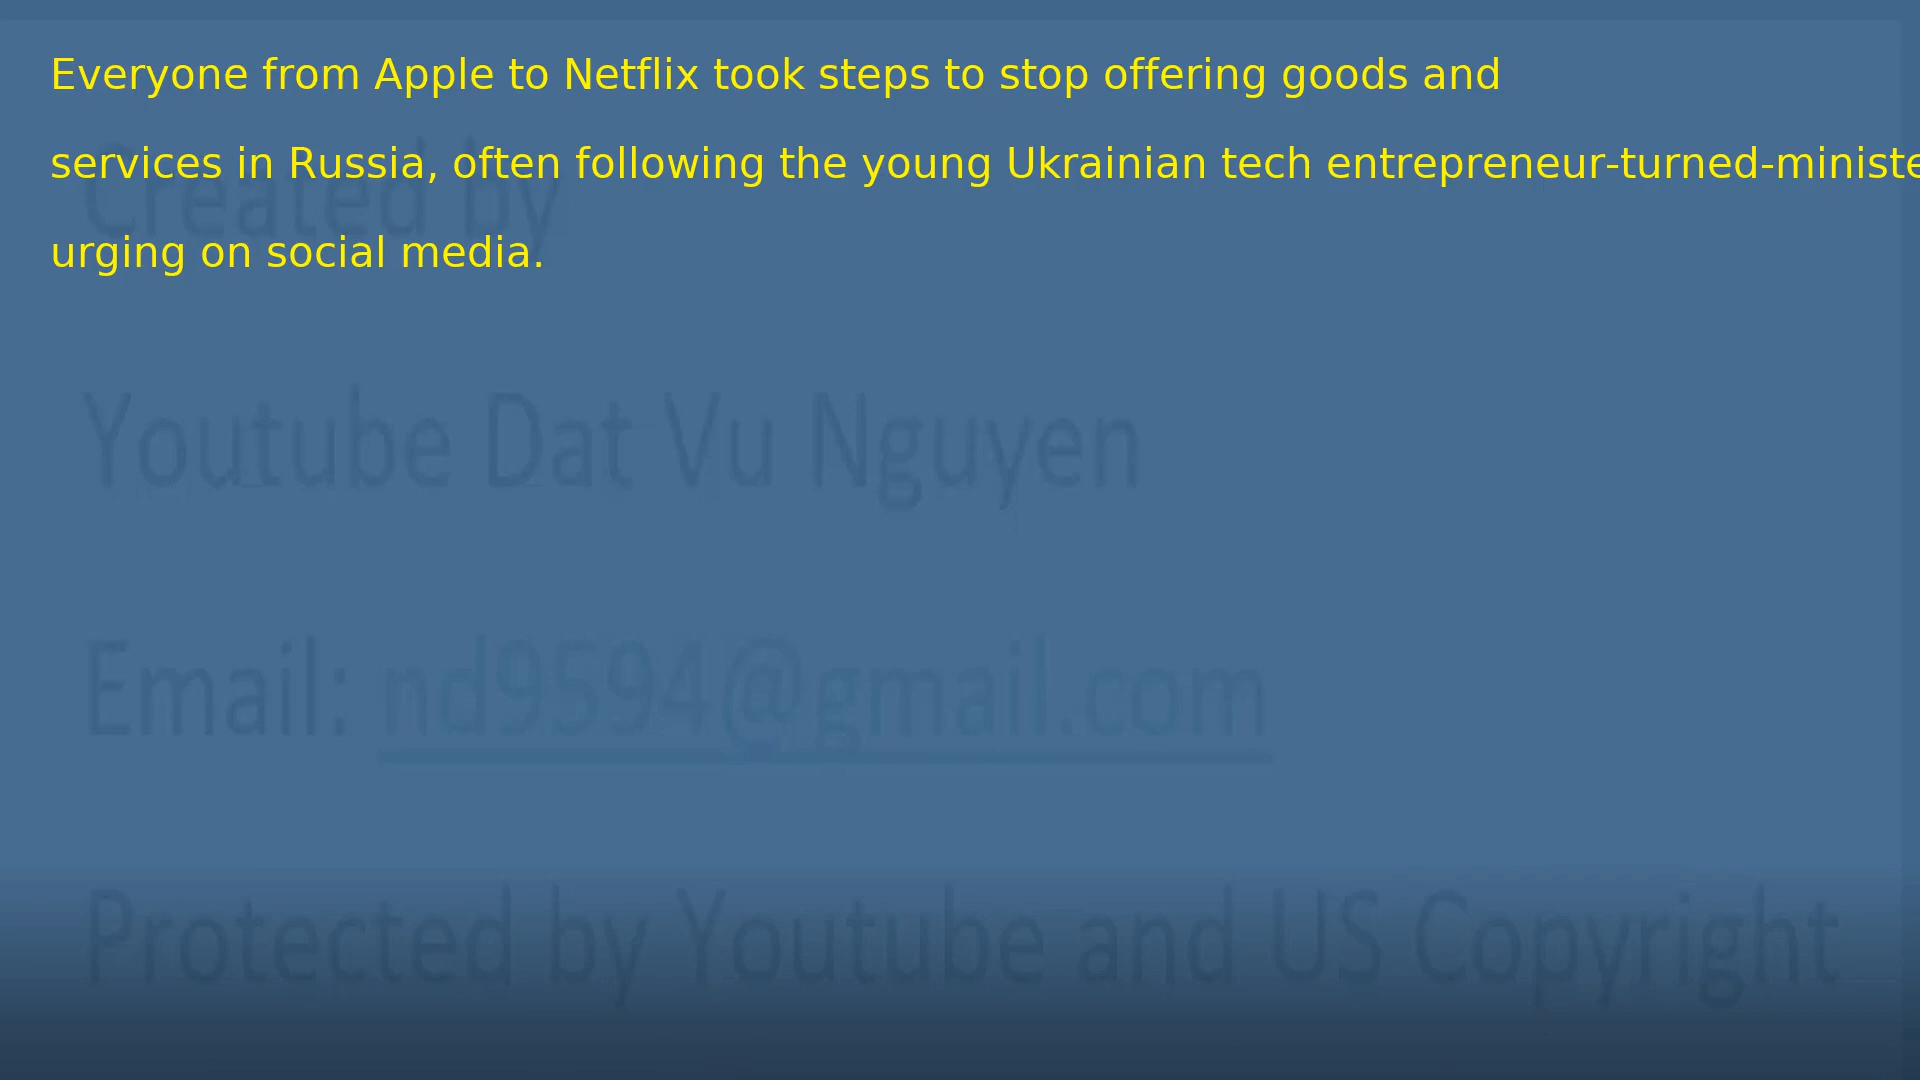 Everyone from Apple to Netflix took steps to stop offering goods and
services in Russia, often following the young Ukrainian tech entrepreneur-turned-ministe
urging on social media.
Created by
Youtube Dat Vu Nguyen
Email: nd9594@gmail.com
Protected by Youtube and US Copyright